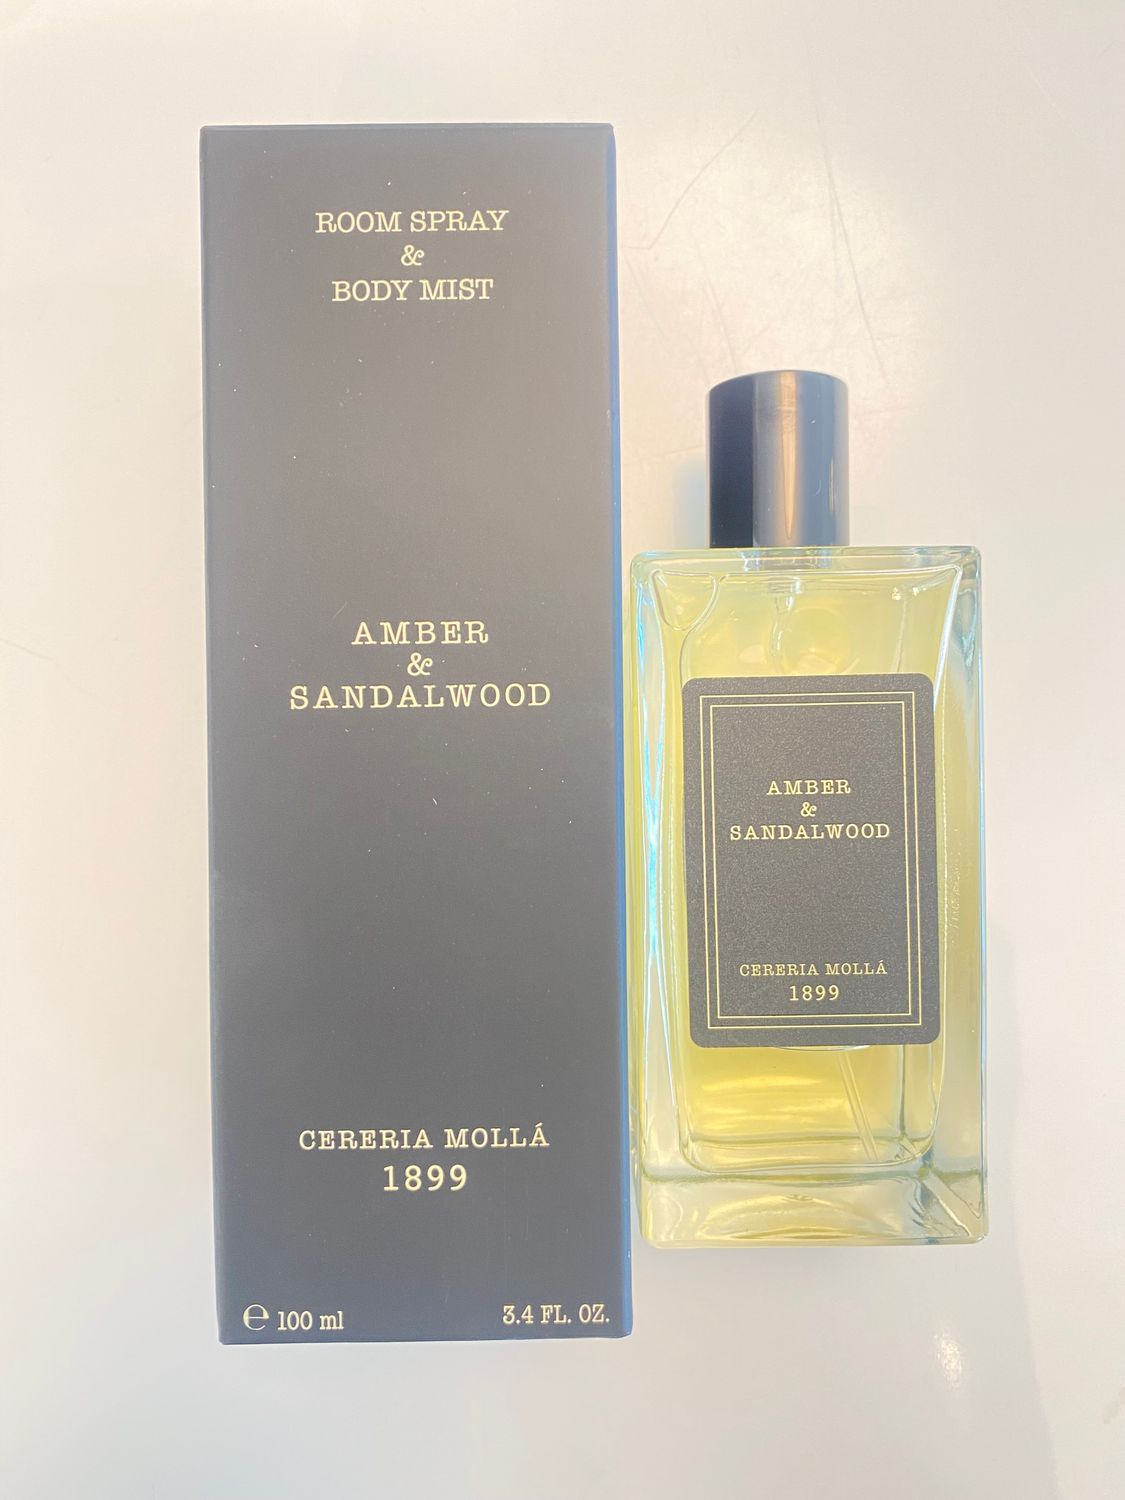 ROOM SPRAY
&
BODY MIST
AMBER
&
SANDALWOOD
CERERIA MOLLÁ
1899
℮ 100 ml 3.4 FL. OZ.
AMBER
&
SANDALWOOD
CERERIA MOLLÁ
1899